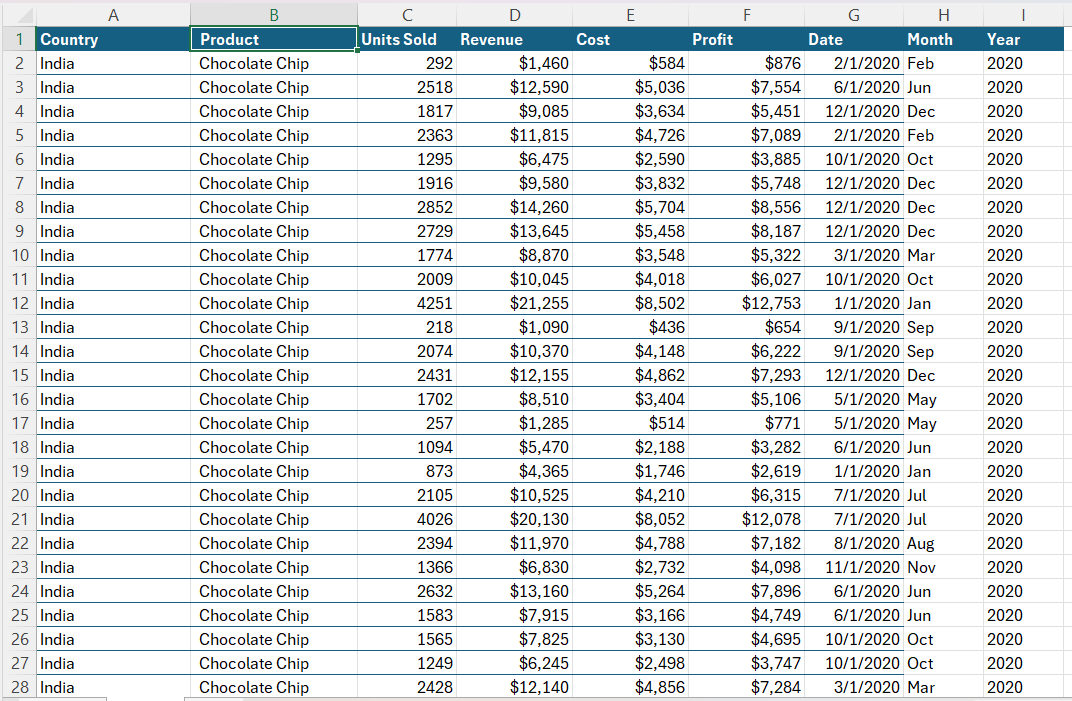 A B C D E F G H I
1 Country Product Units Sold Revenue Cost Profit Date Month Year
2 India Chocolate Chip 292 $1,460 $584 $876 2/1/2020 Feb 2020
3 India Chocolate Chip 2518 $12,590 $5,036 $7,554 6/1/2020 Jun 2020
4 India Chocolate Chip 1817 $9,085 $3,634 $5,451 12/1/2020 Dec 2020
5 India Chocolate Chip 2363 $11,815 $4,726 $7,089 2/1/2020 Feb 2020
6 India Chocolate Chip 1295 $6,475 $2,590 $3,885 10/1/2020 Oct 2020
7 India Chocolate Chip 1916 $9,580 $3,832 $5,748 12/1/2020 Dec 2020
8 India Chocolate Chip 2852 $14,260 $5,704 $8,556 12/1/2020 Dec 2020
9 India Chocolate Chip 2729 $13,645 $5,458 $8,187 12/1/2020 Dec 2020
10 India Chocolate Chip 1774 $8,870 $3,548 $5,322 3/1/2020 Mar 2020
11 India Chocolate Chip 2009 $10,045 $4,018 $6,027 10/1/2020 Oct 2020
12 India Chocolate Chip 4251 $21,255 $8,502 $12,753 1/1/2020 Jan 2020
13 India Chocolate Chip 218 $1,090 $436 $654 9/1/2020 Sep 2020
14 India Chocolate Chip 2074 $10,370 $4,148 $6,222 9/1/2020 Sep 2020
15 India Chocolate Chip 2431 $12,155 $4,862 $7,293 12/1/2020 Dec 2020
16 India Chocolate Chip 1702 $8,510 $3,404 $5,106 5/1/2020 May 2020
17 India Chocolate Chip 257 $1,285 $514 $771 5/1/2020 May 2020
18 India Chocolate Chip 1094 $5,470 $2,188 $3,282 6/1/2020 Jun 2020
19 India Chocolate Chip 873 $4,365 $1,746 $2,619 1/1/2020 Jan 2020
20 India Chocolate Chip 2105 $10,525 $4,210 $6,315 7/1/2020 Jul 2020
21 India Chocolate Chip 4026 $20,130 $8,052 $12,078 7/1/2020 Jul 2020
22 India Chocolate Chip 2394 $11,970 $4,788 $7,182 8/1/2020 Aug 2020
23 India Chocolate Chip 1366 $6,830 $2,732 $4,098 11/1/2020 Nov 2020
24 India Chocolate Chip 2632 $13,160 $5,264 $7,896 6/1/2020 Jun 2020
25 India Chocolate Chip 1583 $7,915 $3,166 $4,749 6/1/2020 Jun 2020
26 India Chocolate Chip 1565 $7,825 $3,130 $4,695 10/1/2020 Oct 2020
27 India Chocolate Chip 1249 $6,245 $2,498 $3,747 10/1/2020 Oct 2020
28 India Chocolate Chip 2428 $12,140 $4,856 $7,284 3/1/2020 Mar 2020